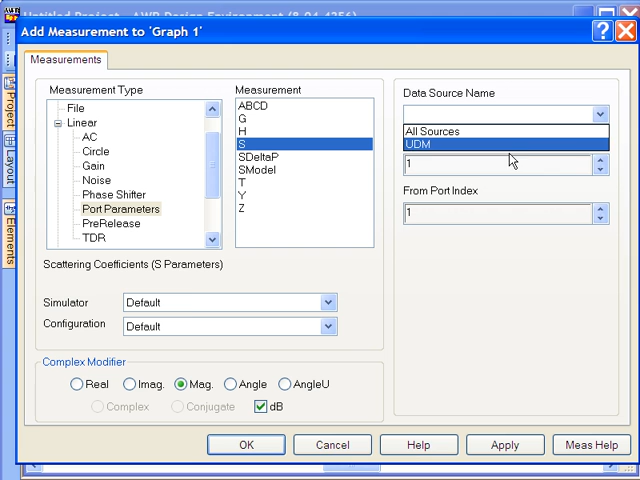 Untitled Project - AWR Design Environment (8.04.4256)
Add Measurement to 'Graph 1'
Measurements
Measurement Type
File
Linear
AC
Circle
Gain
Noise
Phase Shifter
Port Parameters
PreRelease
TDR
Measurement
ABCD
G
H
S
SDeltaP
SModel
T
Y
Z
Data Source Name
All Sources
UDM
1
From Port Index
1
Scattering Coefficients (S Parameters)
Simulator
Default
Configuration
Default
Complex Modifier
Real
Imag.
Mag.
Angle
AngleU
Complex
Conjugate
dB
OK
Cancel
Help
Apply
Meas Help
Project
Layout
Elements